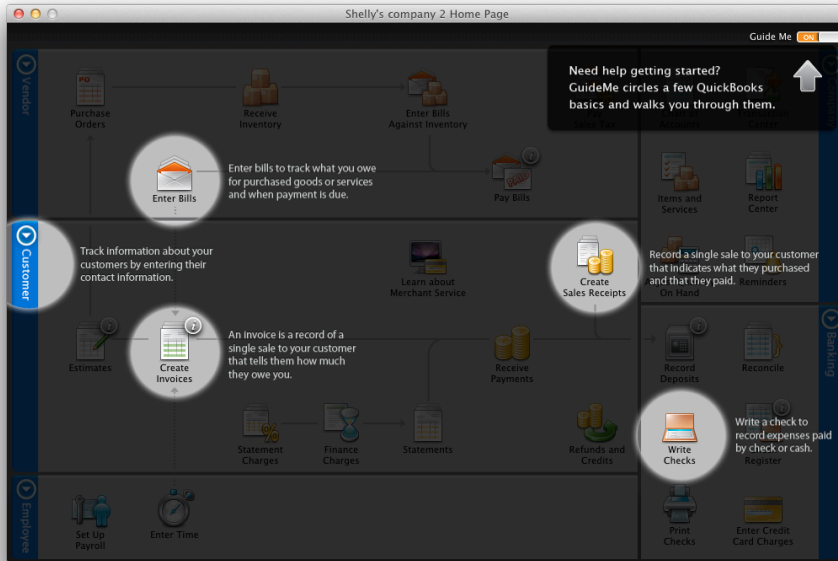 Shelly's company 2 Home Page
Guide Me ON
Need help getting started?
GuideMe circles a few QuickBooks
basics and walks you through them.
Vendor
Purchase
Orders
Receive
Inventory
Enter Bills
Against Inventory
Pay
Sales Tax
Enter Bills
Enter bills to track what you owe
for purchased goods or services
and when payment is due.
Pay Bills
Items and
Services
Report
Center
Customer
Track information about your
customers by entering their
contact information.
Learn about
Merchant Service
Create
Sales Receipts
Record a single sale to your customer
that indicates what they purchased
and that they paid.
On Hand
Reminders
Estimates
Create
Invoices
An invoice is a record of a
single sale to your customer
that tells them how much
they owe you.
Receive
Payments
Banking
Record
Deposits
Reconcile
Statement
Charges
Finance
Charges
Statements
Refunds and
Credits
Write
Checks
Write a check to
record expenses paid
by check or cash.
Register
Employee
Set Up
Payroll
Enter Time
Print
Checks
Enter Credit
Card Charges